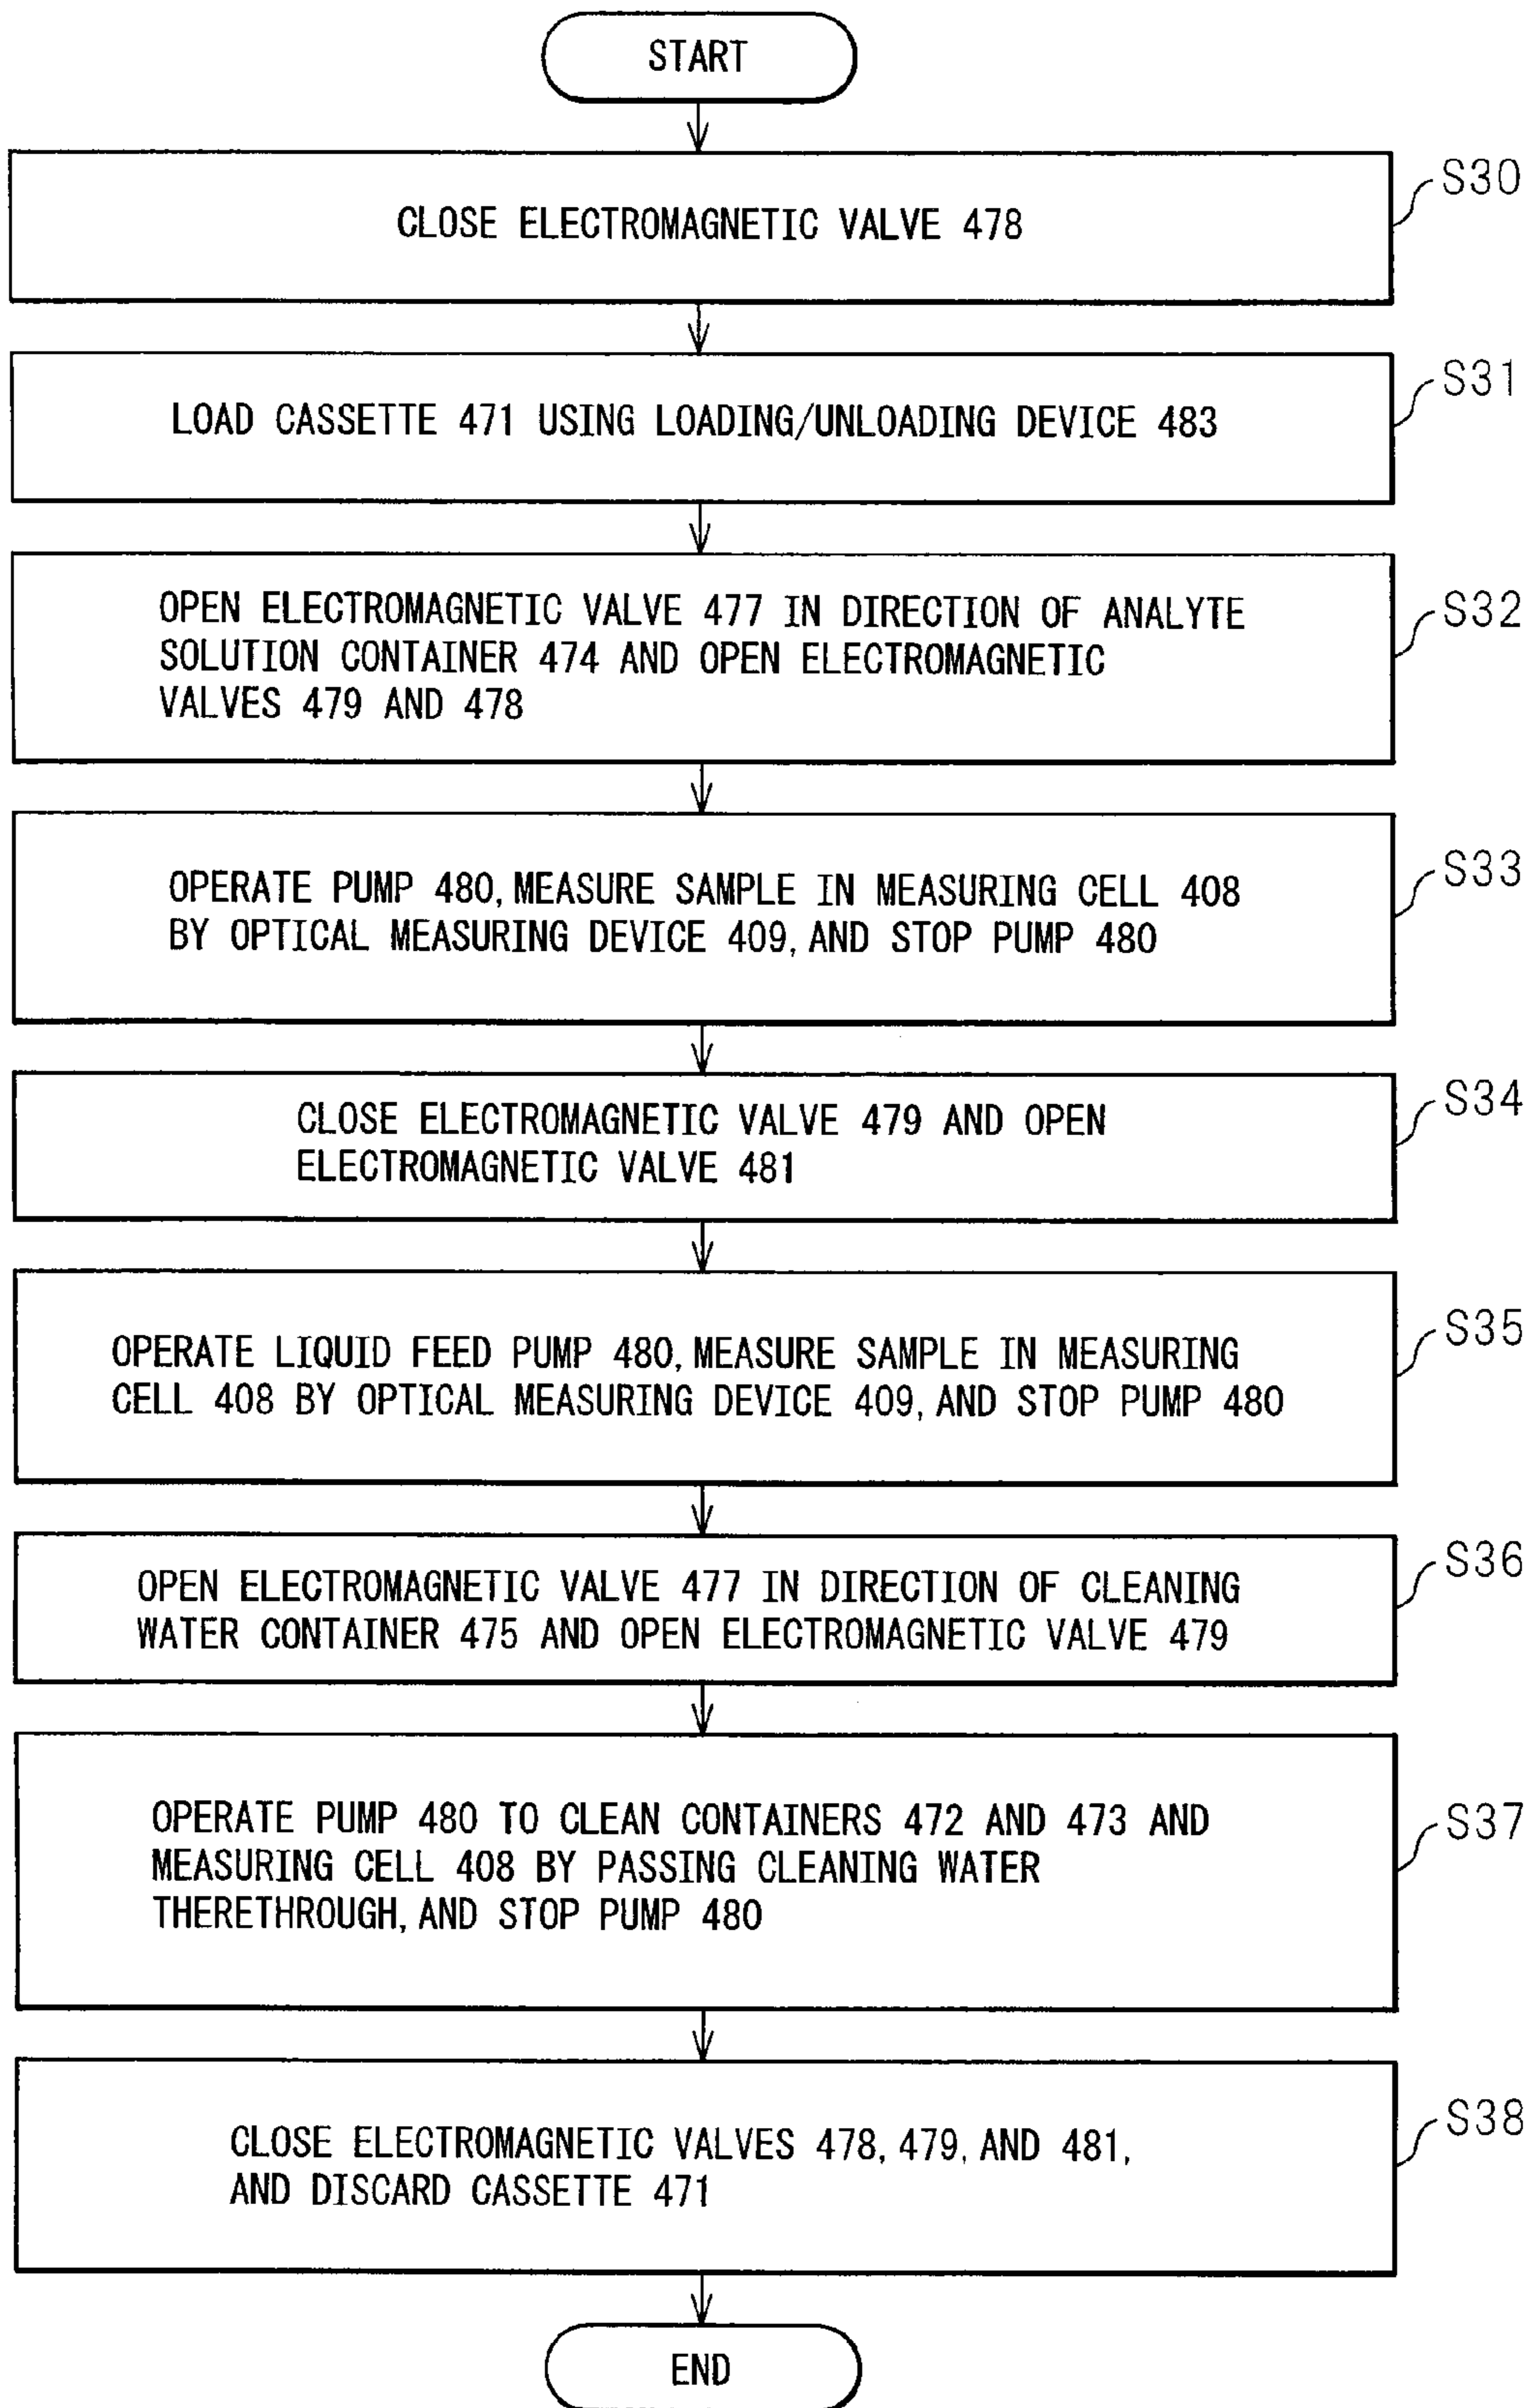 START
CLOSE ELECTROMAGNETIC VALVE 478
S30
LOAD CASSETTE 471 USING LOADING/UNLOADING DEVICE 483
S31
OPEN ELECTROMAGNETIC VALVE 477 IN DIRECTION OF ANALYTE
SOLUTION CONTAINER 474 AND OPEN ELECTROMAGNETIC
VALVES 479 AND 478
S32
OPERATE PUMP 480, MEASURE SAMPLE IN MEASURING CELL 408
BY OPTICAL MEASURING DEVICE 409, AND STOP PUMP 480
S33
CLOSE ELECTROMAGNETIC VALVE 479 AND OPEN
ELECTROMAGNETIC VALVE 481
S34
OPERATE LIQUID FEED PUMP 480, MEASURE SAMPLE IN MEASURING
CELL 408 BY OPTICAL MEASURING DEVICE 409, AND STOP PUMP 480
S35
OPEN ELECTROMAGNETIC VALVE 477 IN DIRECTION OF CLEANING
WATER CONTAINER 475 AND OPEN ELECTROMAGNETIC VALVE 479
S36
OPERATE PUMP 480 TO CLEAN CONTAINERS 472 AND 473 AND
MEASURING CELL 408 BY PASSING CLEANING WATER
THERETHROUGH, AND STOP PUMP 480
S37
CLOSE ELECTROMAGNETIC VALVES 478, 479, AND 481,
AND DISCARD CASSETTE 471
S38
END